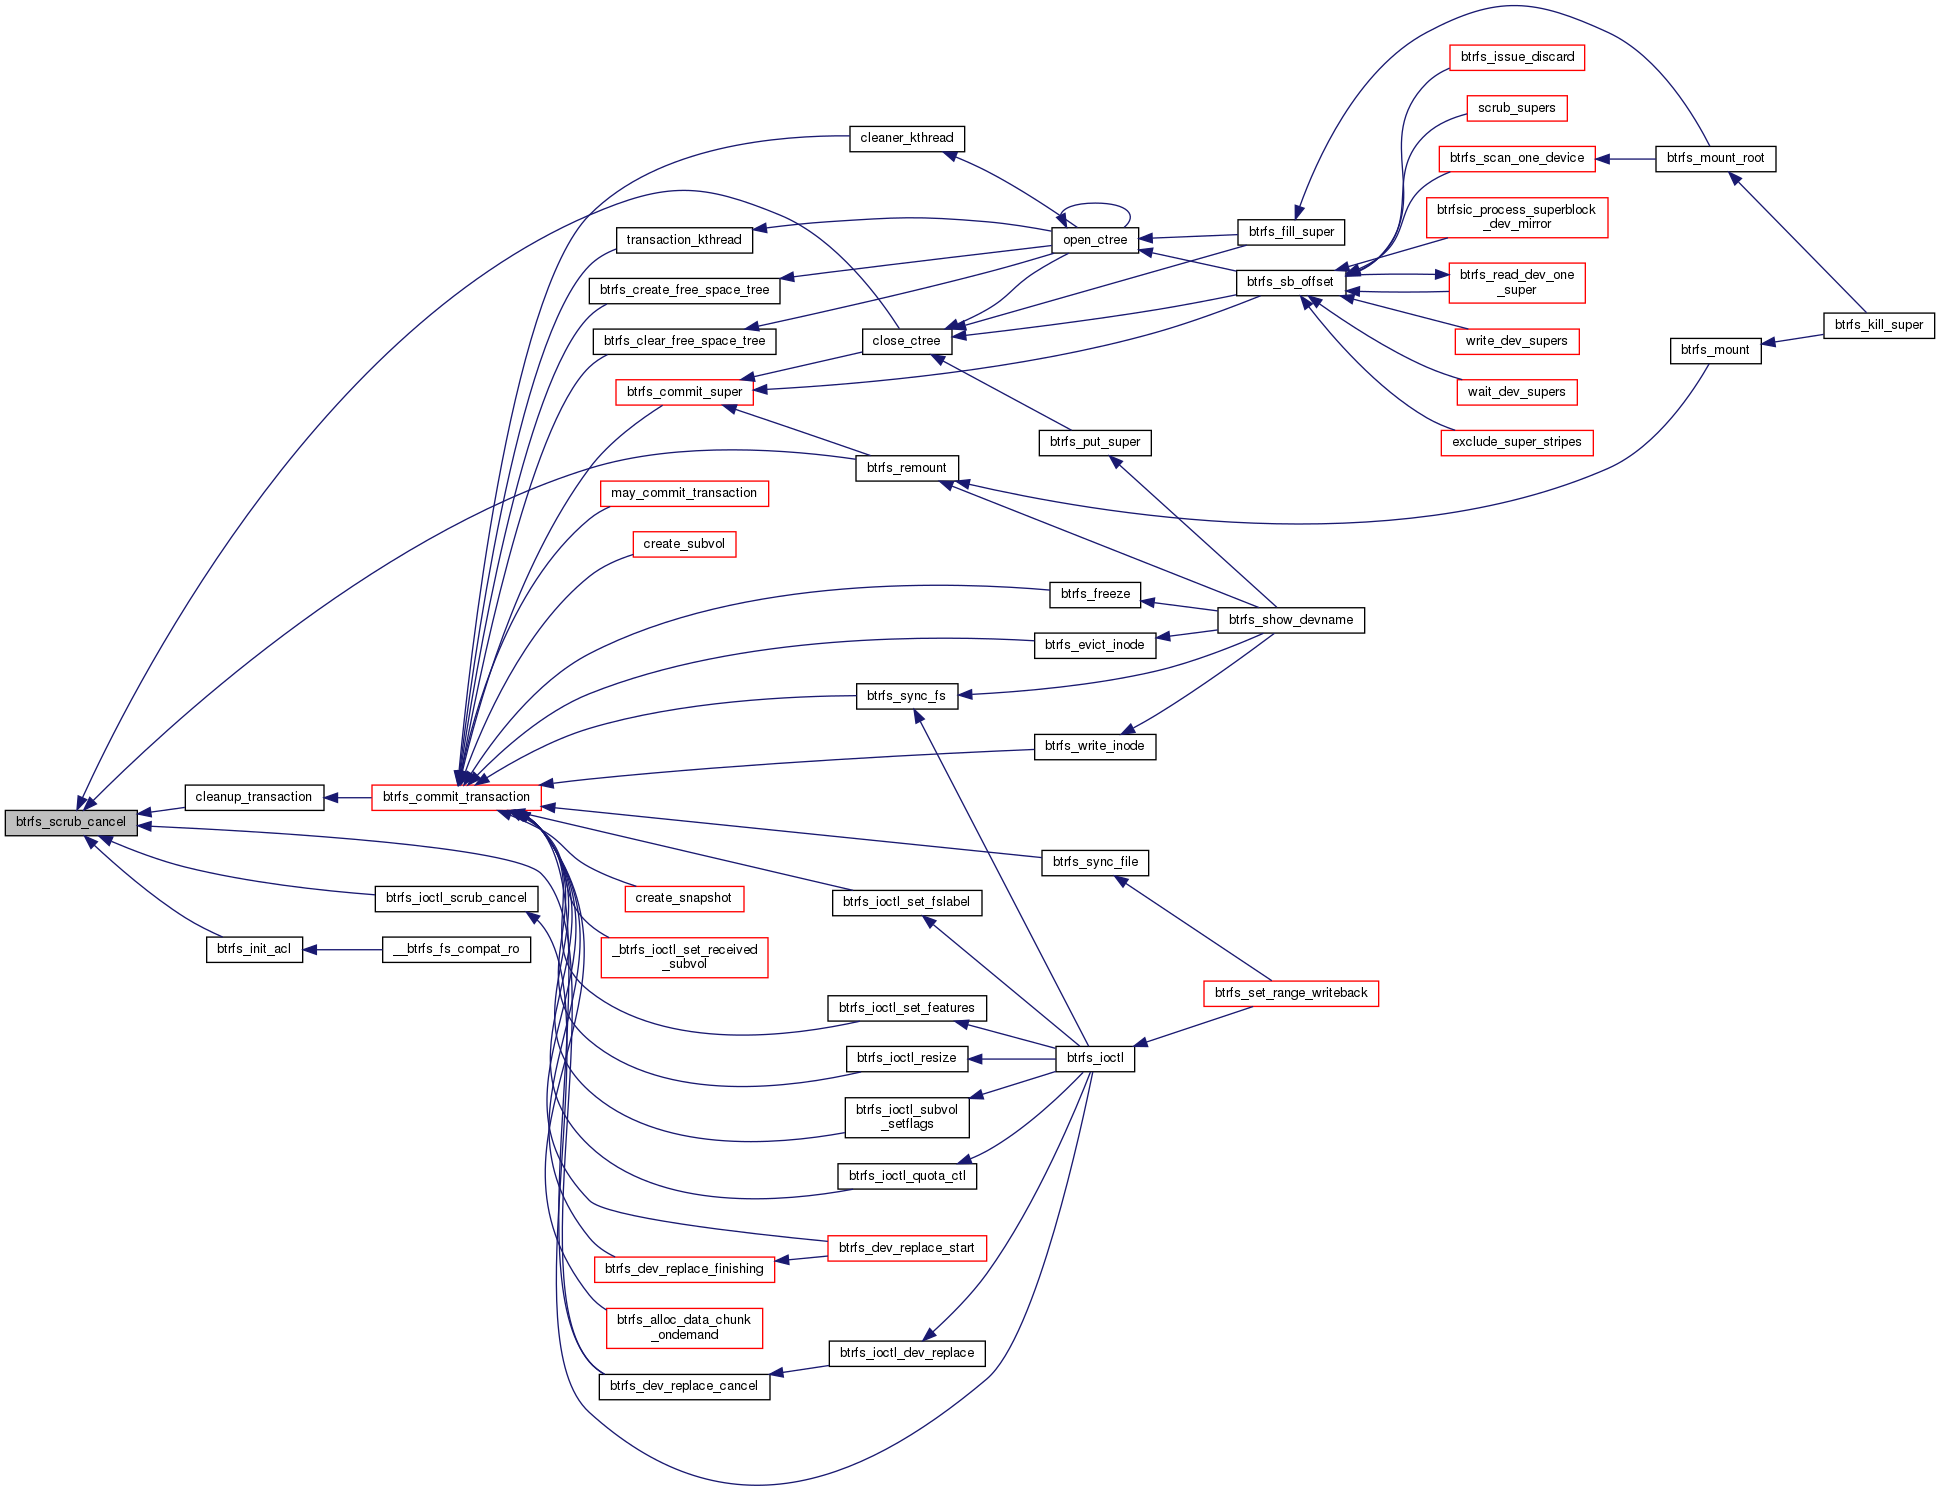 btrfs_scrub_cancel
cleanup_transaction
btrfs_ioctl_scrub_cancel
btrfs_init_acl
btrfs_commit_transaction
__btrfs_fs_compat_ro
cleaner_kthread
transaction_kthread
btrfs_create_free_space_tree
btrfs_clear_free_space_tree
close_ctree
btrfs_commit_super
btrfs_remount
may_commit_transaction
create_subvol
btrfs_sync_fs
create_snapshot
btrfs_ioctl_set_fslabel
_btrfs_ioctl_set_received
_subvol
btrfs_ioctl_set_features
btrfs_ioctl_resize
btrfs_ioctl_subvol
_setflags
btrfs_ioctl_quota_ctl
btrfs_dev_replace_start
btrfs_dev_replace_finishing
btrfs_alloc_data_chunk
_ondemand
btrfs_ioctl_dev_replace
btrfs_dev_replace_cancel
open_ctree
btrfs_put_super
btrfs_freeze
btrfs_evict_inode
btrfs_write_inode
btrfs_sync_file
btrfs_ioctl
btrfs_fill_super
btrfs_sb_offset
btrfs_show_devname
btrfs_set_range_writeback
btrfs_issue_discard
scrub_supers
btrfs_scan_one_device
btrfsic_process_superblock
_dev_mirror
btrfs_read_dev_one
_super
write_dev_supers
wait_dev_supers
exclude_super_stripes
btrfs_mount_root
btrfs_mount
btrfs_kill_super